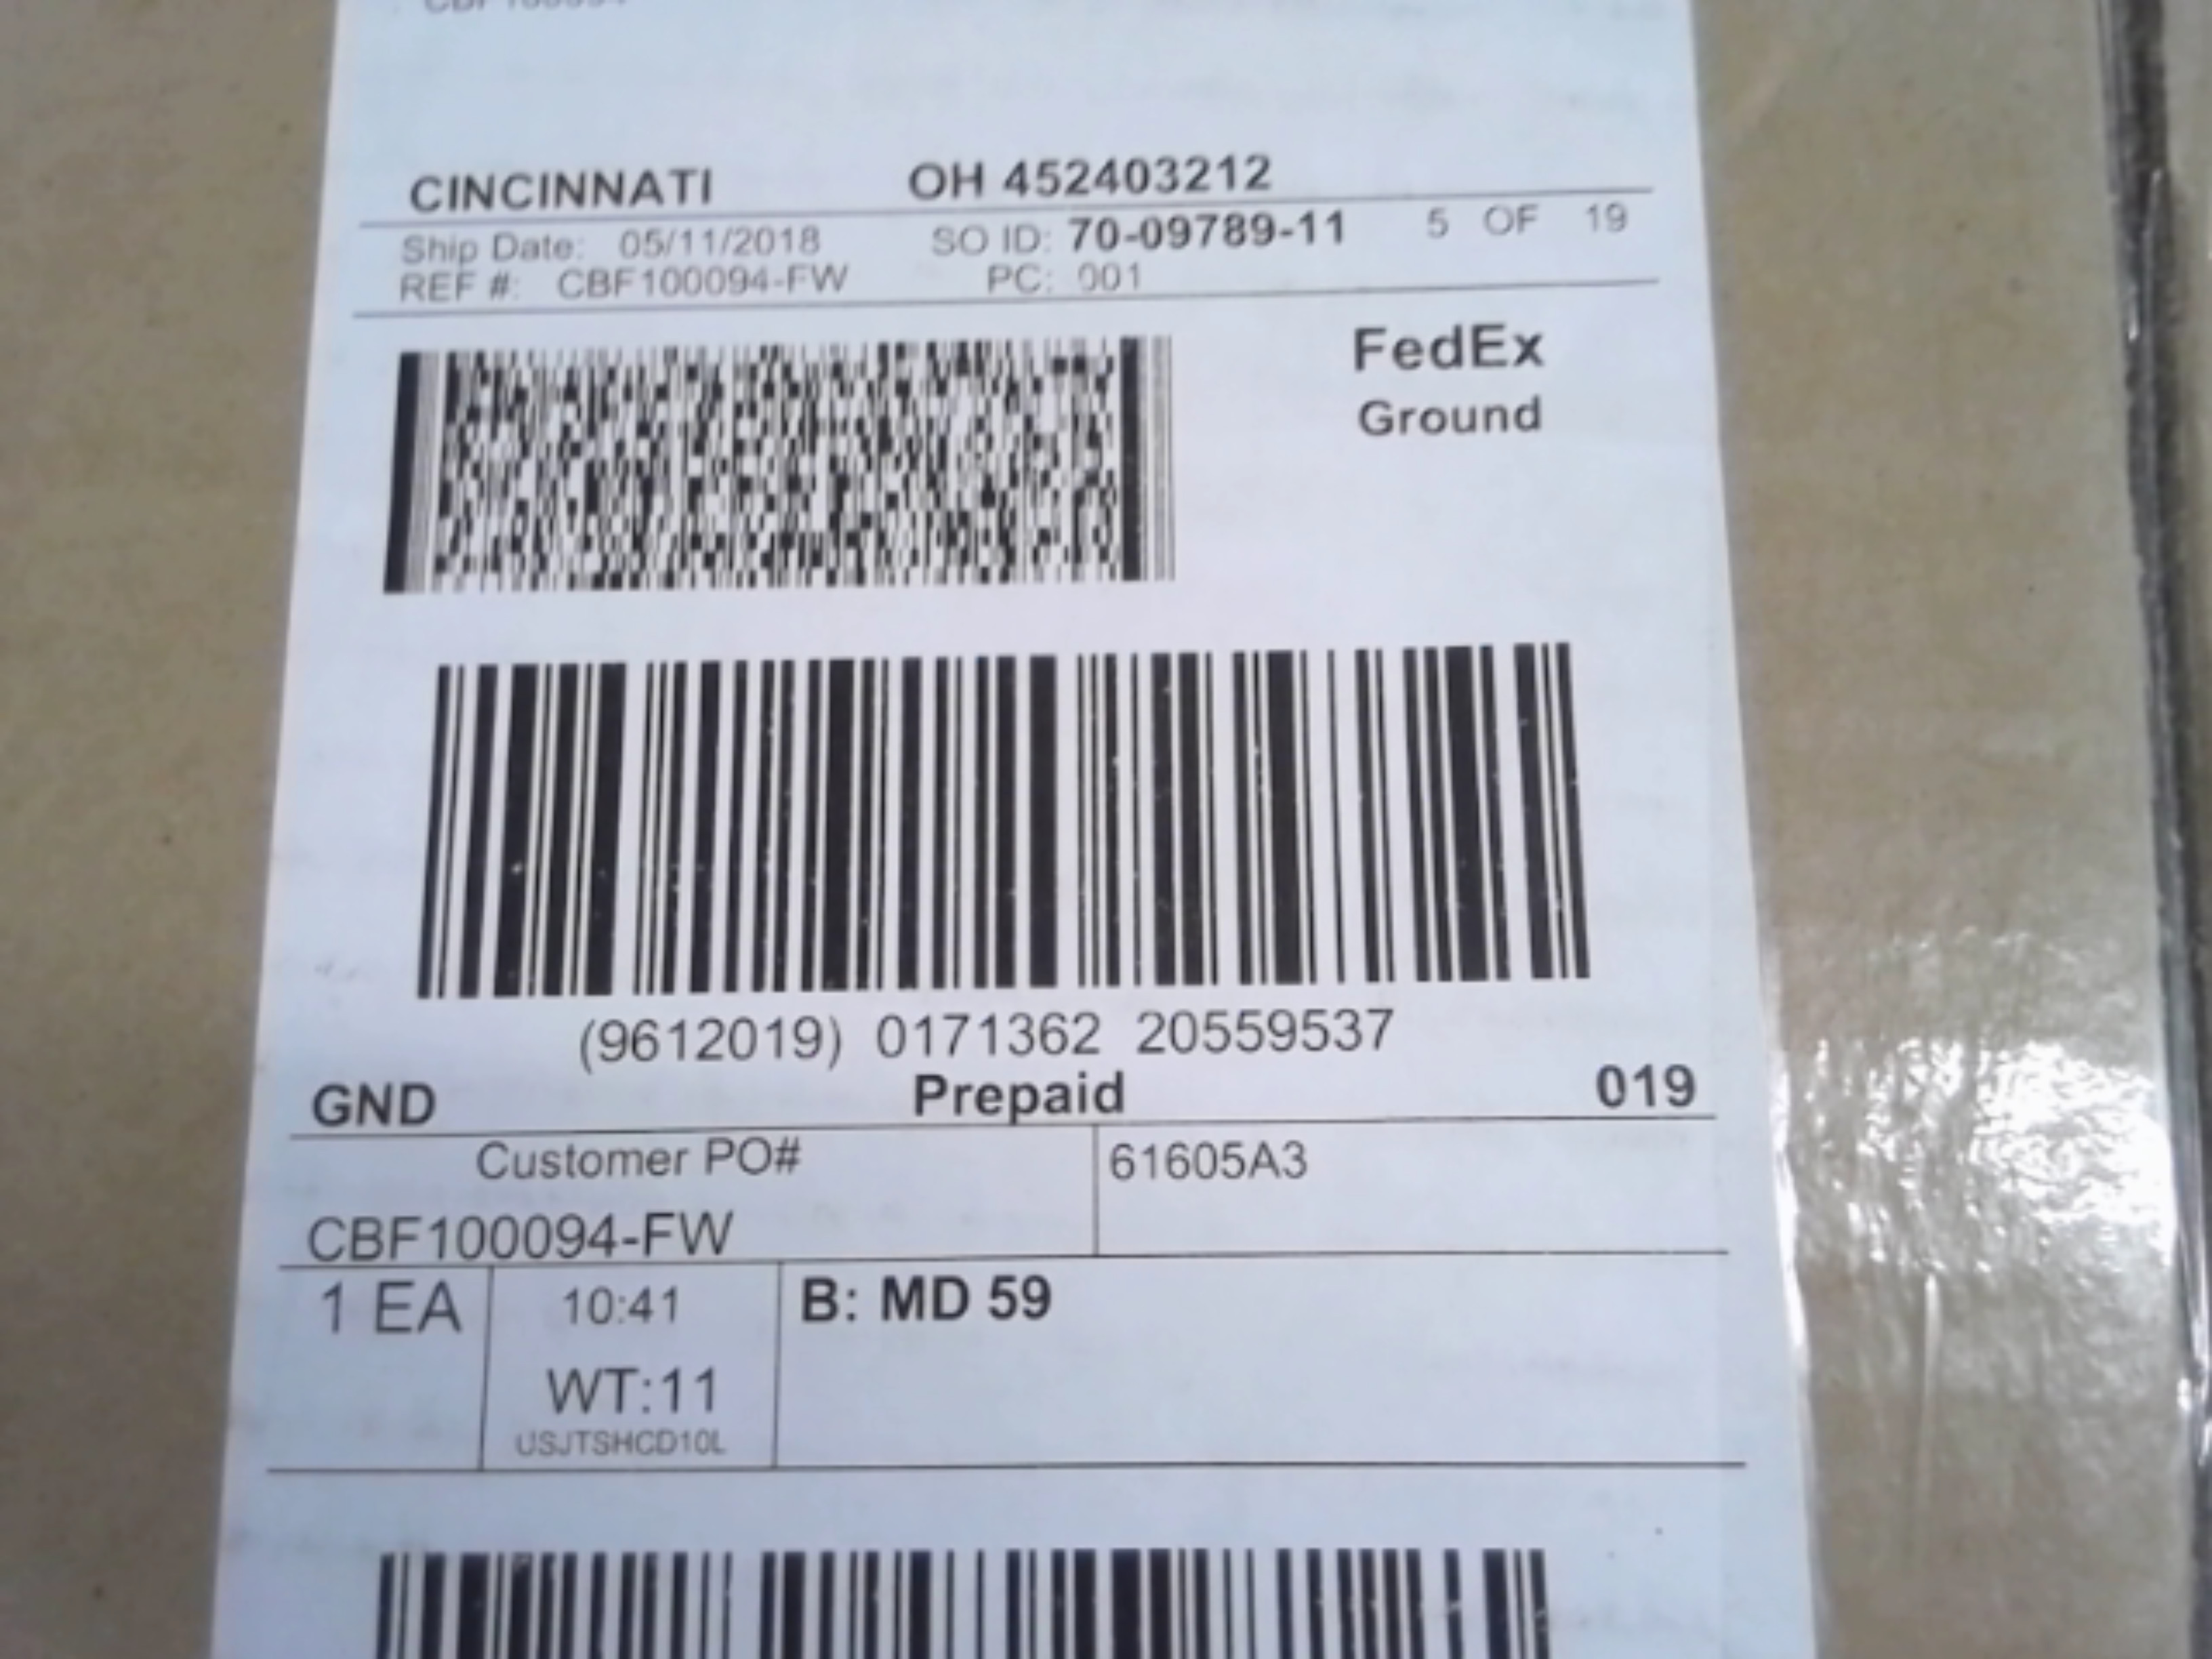 CINCINNATI OH 452403212
Ship Date: 05/11/2018 SO ID: 70-09789-11 5 OF 19
REF #: CBF100094-FW PC: 001
FedEx
Ground
(9612019) 0171362 20559537
GND Prepaid 019
Customer PO# 61605A3
CBF100094-FW
1 EA 10:41 B: MD 59
WT:11
USJTSHCD10L